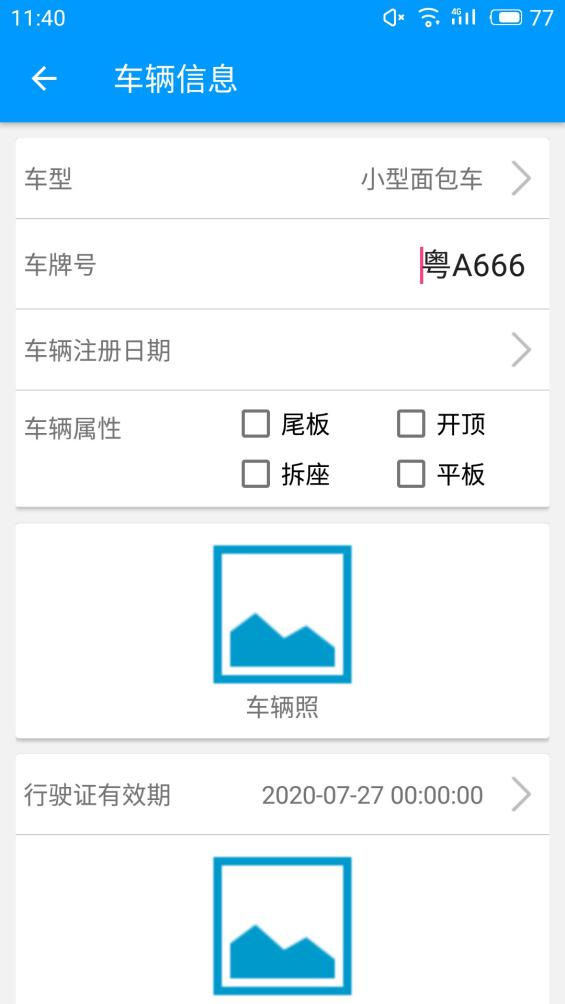 11:40
4G
77
车辆信息
车型 小型面包车
车牌号 粤A666
车辆注册日期
车辆属性 尾板 开顶
拆座 平板
车辆照
行驶证有效期 2020-07-27 00:00:00